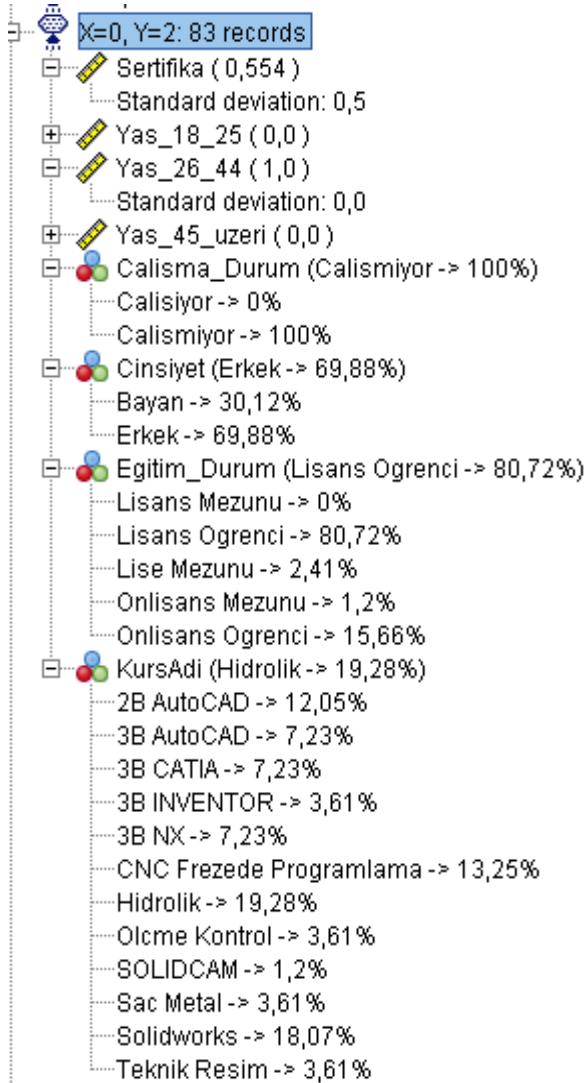 X=0, Y=2: 83 records
Sertifika ( 0,554 )
Standard deviation: 0,5
Yas_18_25 ( 0,0 )
Yas_26_44 ( 1,0 )
Standard deviation: 0,0
Yas_45_uzeri ( 0,0 )
Calisma_Durum (Calismiyor -> 100%)
Calisiyor -> 0%
Calismiyor -> 100%
Cinsiyet (Erkek -> 69,88%)
Bayan -> 30,12%
Erkek -> 69,88%
Egitim_Durum (Lisans Ogrenci -> 80,72%)
Lisans Mezunu -> 0%
Lisans Ogrenci -> 80,72%
Lise Mezunu -> 2,41%
Onlisans Mezunu -> 1,2%
Onlisans Ogrenci -> 15,66%
KursAdi (Hidrolik -> 19,28%)
2B AutoCAD -> 12,05%
3B AutoCAD -> 7,23%
3B CATIA -> 7,23%
3B INVENTOR -> 3,61%
3B NX -> 7,23%
CNC Frezede Programlama -> 13,25%
Hidrolik -> 19,28%
Olcme Kontrol -> 3,61%
SOLIDCAM -> 1,2%
Sac Metal -> 3,61%
Solidworks -> 18,07%
Teknik Resim -> 3,61%